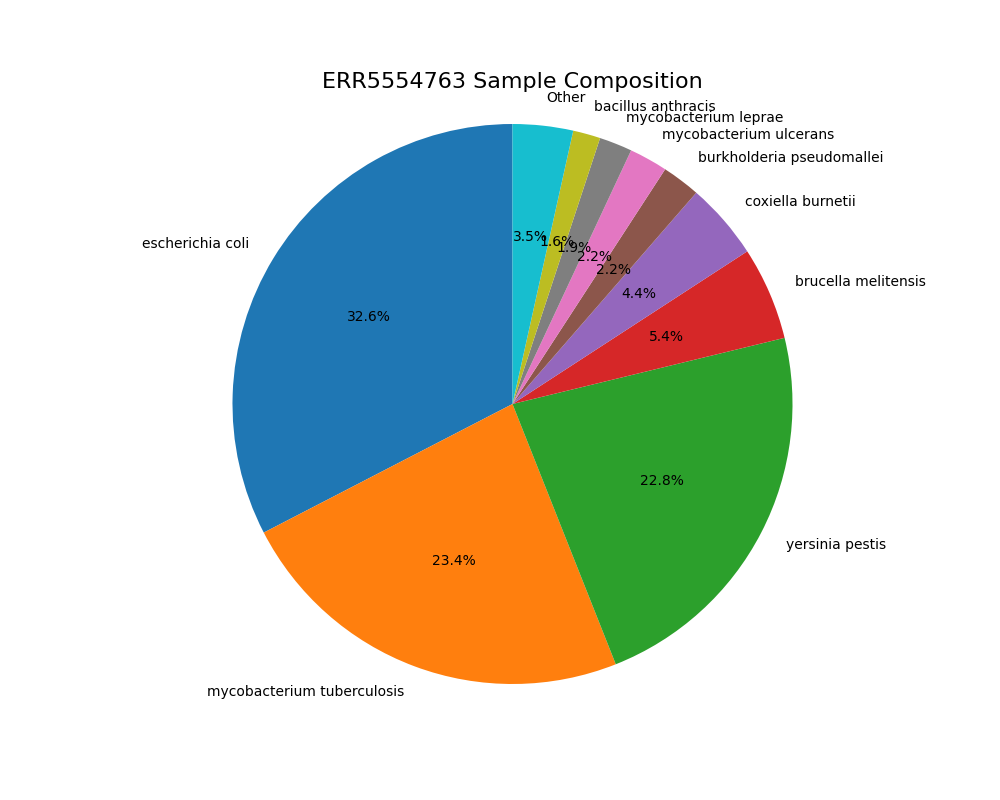 ERR5554763 Sample Composition
Other
bacillus anthracis
mycobacterium leprae
mycobacterium ulcerans
burkholderia pseudomallei
coxiella burnetii
brucella melitensis
yersinia pestis
mycobacterium tuberculosis
escherichia coli
3.5%
1.6%
1.9%
2.2%
2.2%
4.4%
5.4%
22.8%
23.4%
32.6%